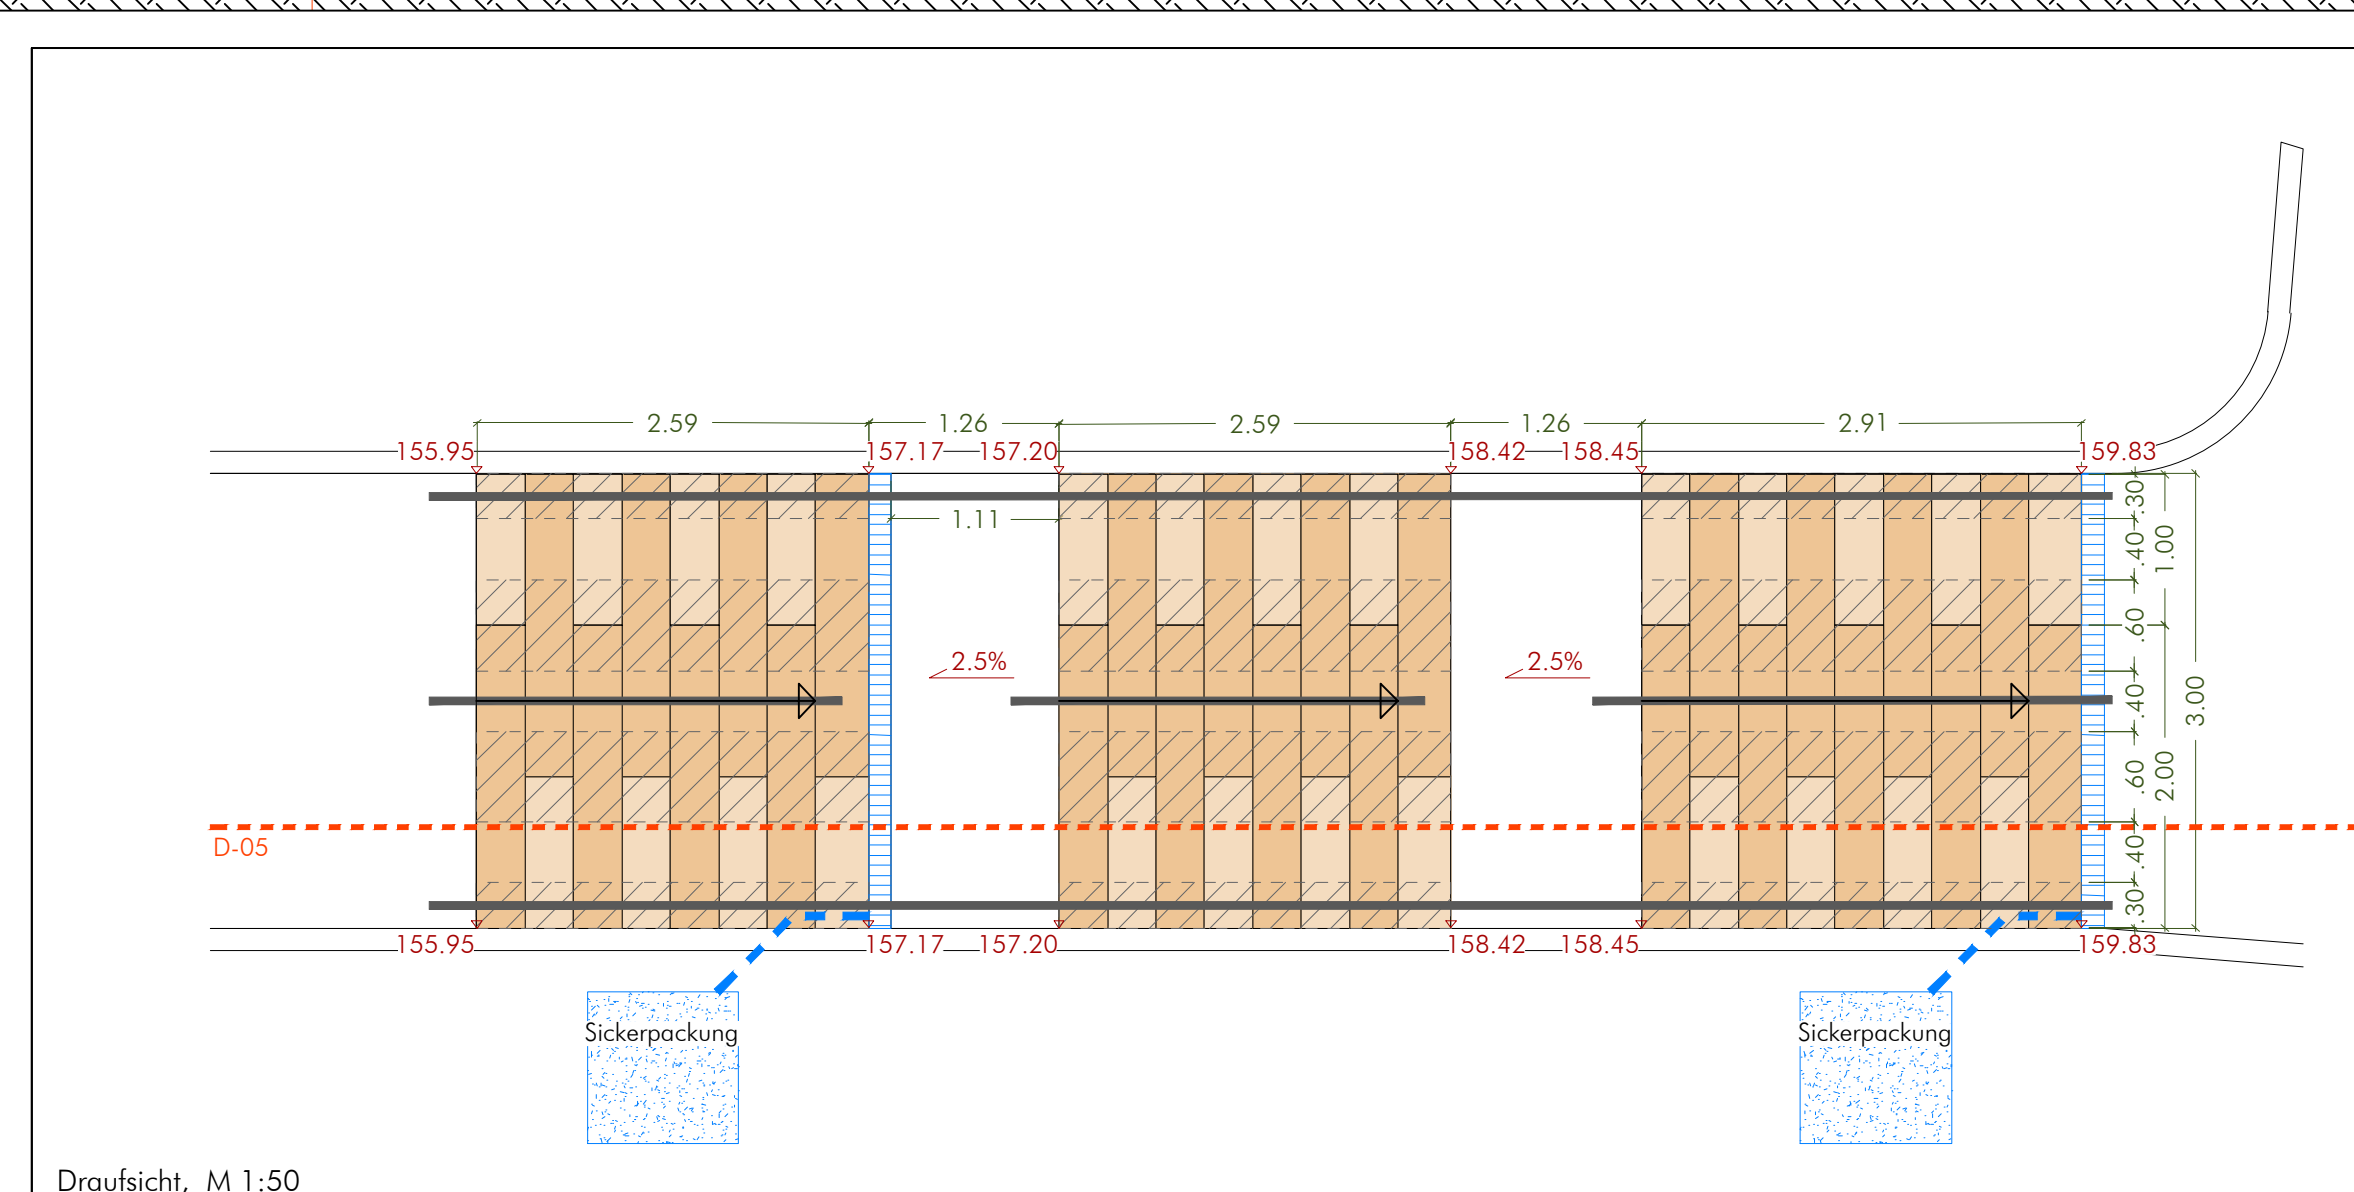 2.59 1.26 2.59 1.26 2.91
155.95 157.17 157.20 158.42 158.45 159.83
1.11
2.5% 2.5%
.30
.40
.60
.40
.60
.40
.30
1.00
2.00
3.00
D-05
155.95 157.17 157.20 158.42 158.45 159.83
Sickerpackung Sickerpackung
Draufsicht, M 1:50